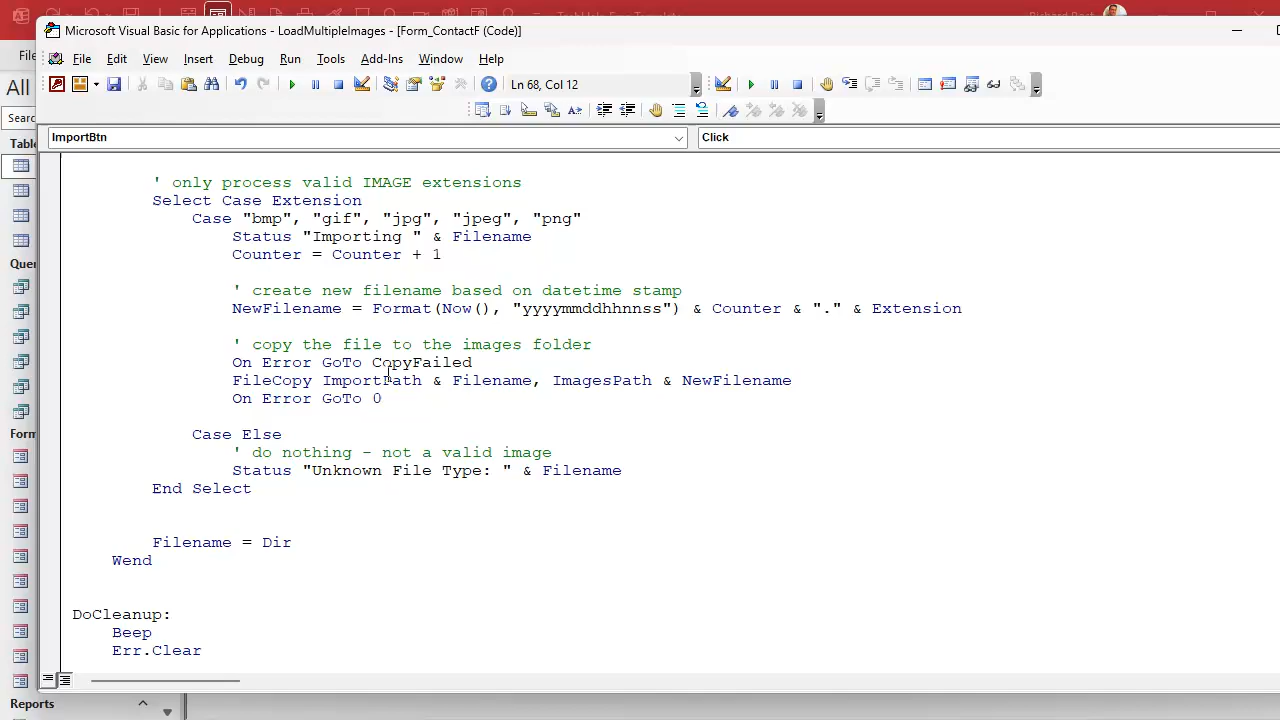 Microsoft Visual Basic for Applications - LoadMultipleImages - [Form_ContactF (Code)]
File Edit View Insert Format Debug Run Tools Add-Ins Window Help
Ln 68, Col 12
ImportBtn
Click
All
Sear
Tabl
Quer
Form
Reports
' only process valid IMAGE extensions
Select Case Extension
Case "bmp", "gif", "jpg", "jpeg", "png"
Status "Importing " & Filename
Counter = Counter + 1
' create new filename based on datetime stamp
NewFilename = Format(Now(), "yyyymmddhhnnss") & Counter & "." & Extension
' copy the file to the images folder
On Error GoTo CopyFailed
FileCopy ImportPath & Filename, ImagesPath & NewFilename
On Error GoTo 0
Case Else
' do nothing - not a valid image
Status "Unknown File Type: " & Filename
End Select
Filename = Dir
Wend
DoCleanup:
Beep
Err.Clear